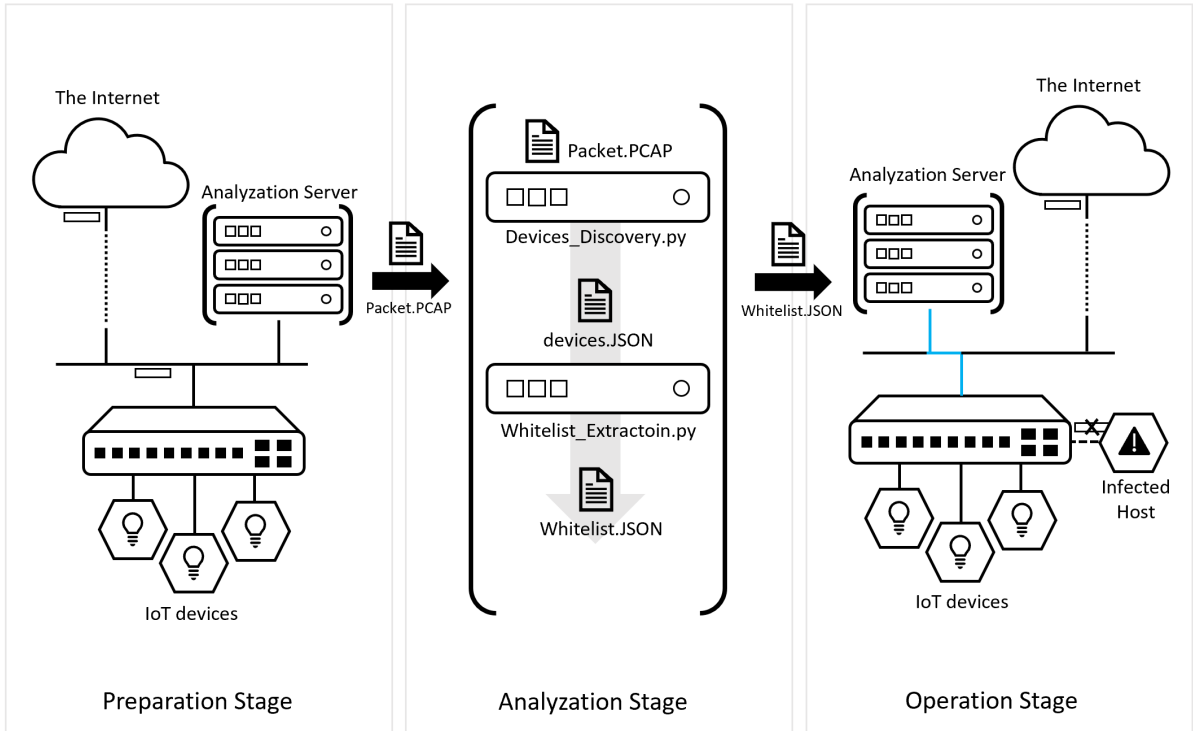 The Internet
Analyzation Server
Packet.PCAP
IoT devices
Preparation Stage
Packet.PCAP
Devices_Discovery.py
devices.JSON
Whitelist_Extractoin.py
Whitelist.JSON
Analyzation Stage
Whitelist.JSON
The Internet
Analyzation Server
Infected
Host
IoT devices
Operation Stage